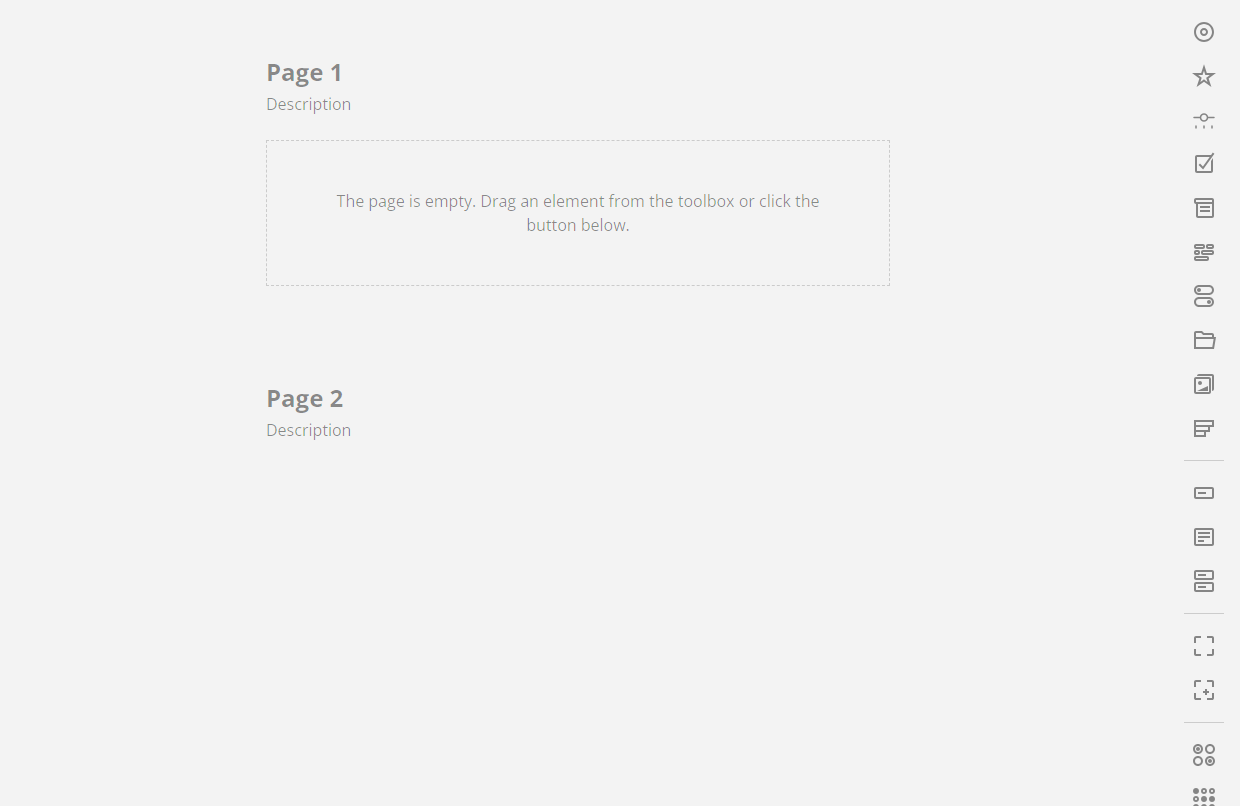 Page 1
Description
The page is empty. Drag an element from the toolbox or click the
button below.
Page 2
Description